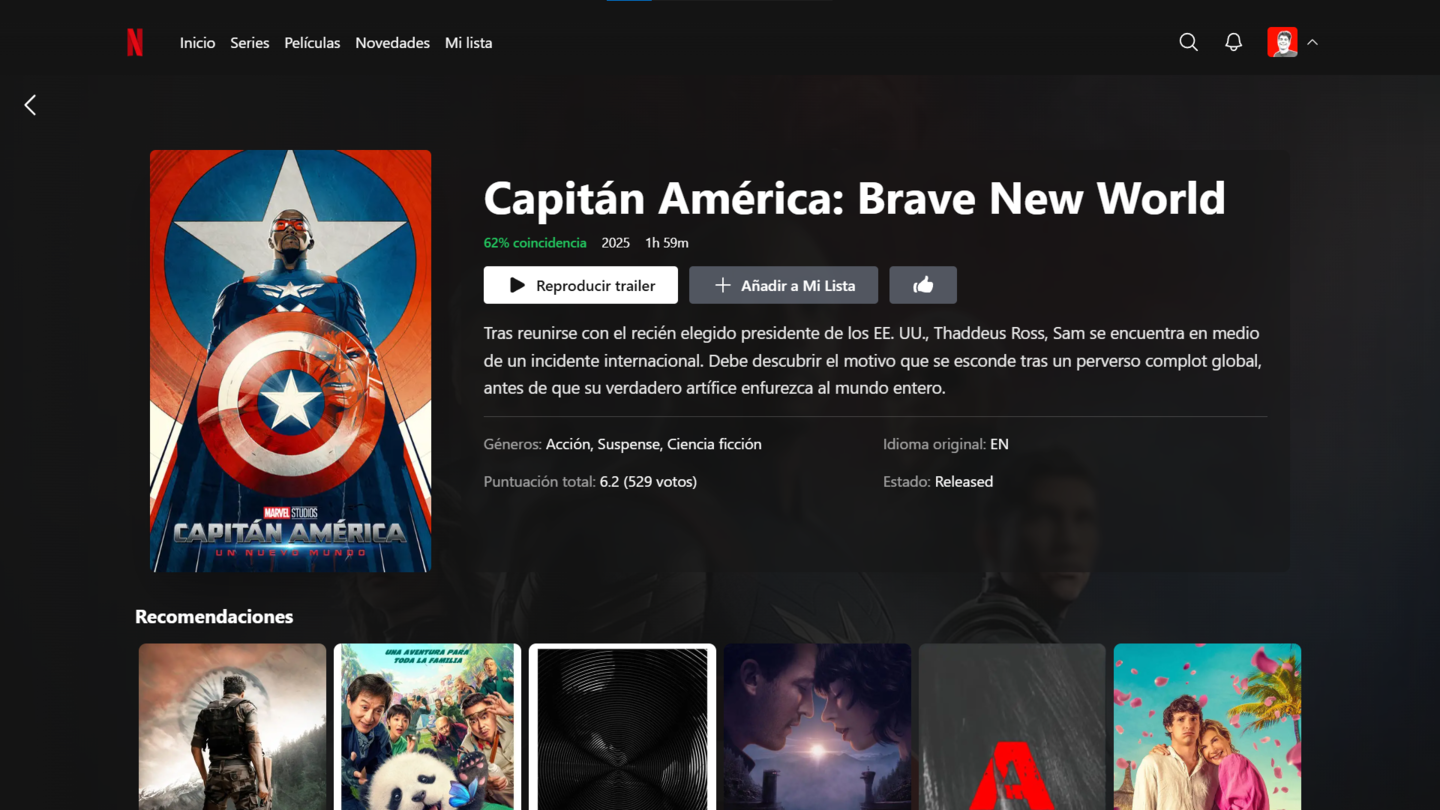 N
Inicio Series Películas Novedades Mi lista
Capitán América: Brave New World
62% coincidencia 2025 1h 59m
Reproducir trailer Añadir a Mi Lista
Tras reunirse con el recién elegido presidente de los EE. UU., Thaddeus Ross, Sam se encuentra en medio
de un incidente internacional. Debe descubrir el motivo que se esconde tras un perverso complot global,
antes de que su verdadero artífice enfurezca al mundo entero.
Géneros: Acción, Suspense, Ciencia ficción
Idioma original: EN
Puntuación total: 6.2 (529 votos)
Estado: Released
MARVEL STUDIOS
CAPITÁN AMÉRICA
UN NUEVO MUNDO
Recomendaciones
UNA AVENTURA PARA
TODA LA FAMILIA